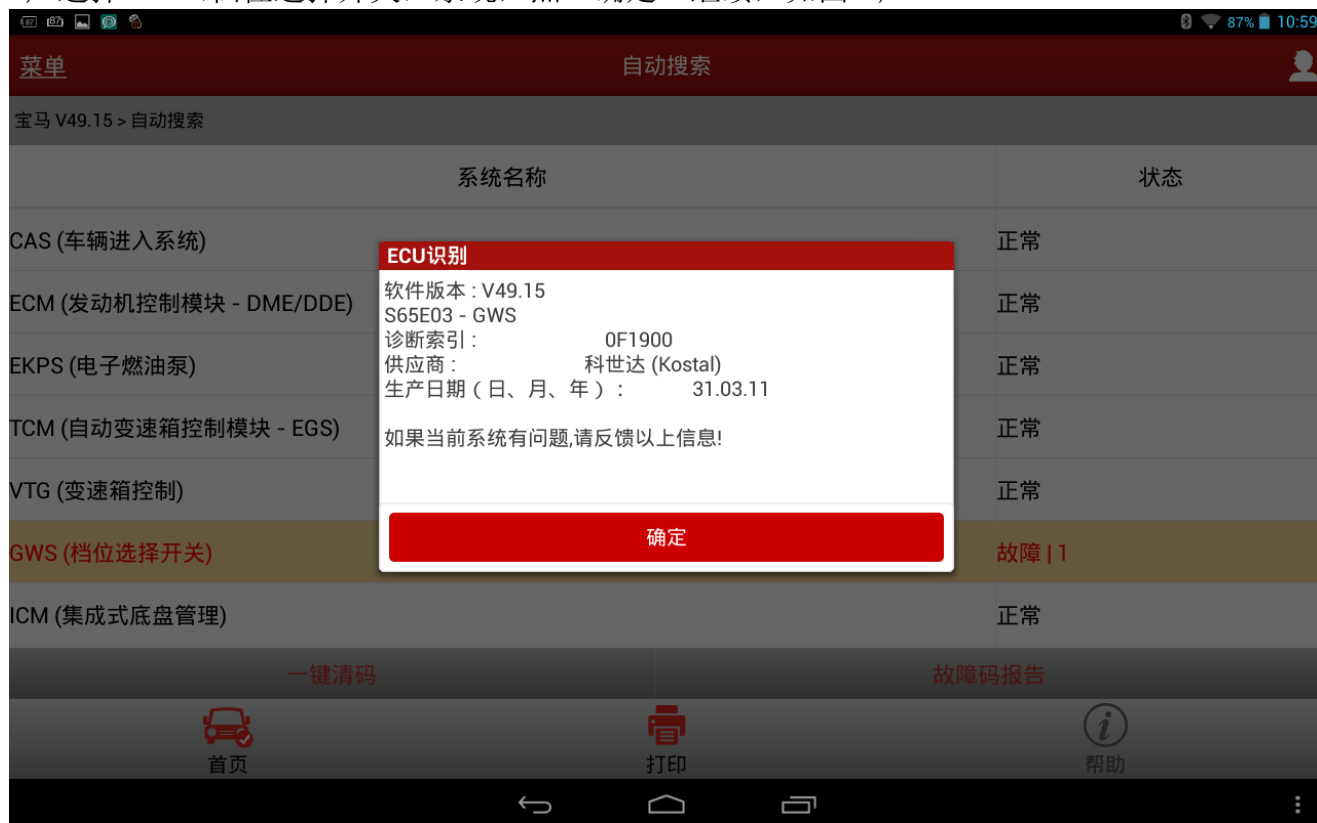 87% 10:59
菜单 自动搜索
宝马 V49.15 > 自动搜索
系统名称 状态
CAS (车辆进入系统) 正常
ECM (发动机控制模块 - DME/DDE) 正常
EKPS (电子燃油泵) 正常
TCM (自动变速箱控制模块 - EGS) 正常
VTG (变速箱控制) 正常
GWS (档位选择开关) 故障 | 1
ICM (集成式底盘管理) 正常
ECU识别
软件版本 : V49.15
S65E03 - GWS
诊断索引 : 0F1900
供应商 : 科世达 (Kostal)
生产日期 ( 日、月、年 ) : 31.03.11
如果当前系统有问题,请反馈以上信息!
确定
一键清码 故障码报告
首页 打印 帮助